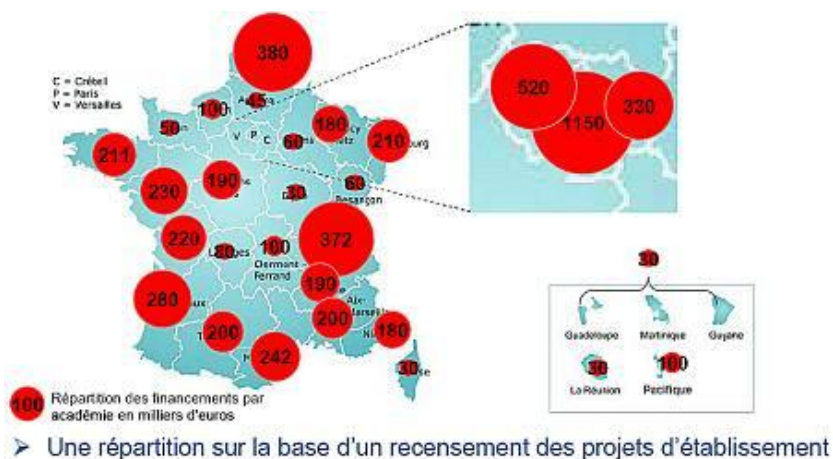 380
C = Créteil
P = Paris
V = Versailles
520
1150
330
100
45
50
180
210
V P C
60
211
190
30
60
Besançon
230
220
80
100
Clermont-
Ferrand
372
190
280
200
200
180
242
30
30
Guadeloupe
Martinique
Guyane
30
100
La Réunion
Pacifique
100
Répartition des financements par
académie en milliers d'euros
➢ Une répartition sur la base d'un recensement des projets d'établissement